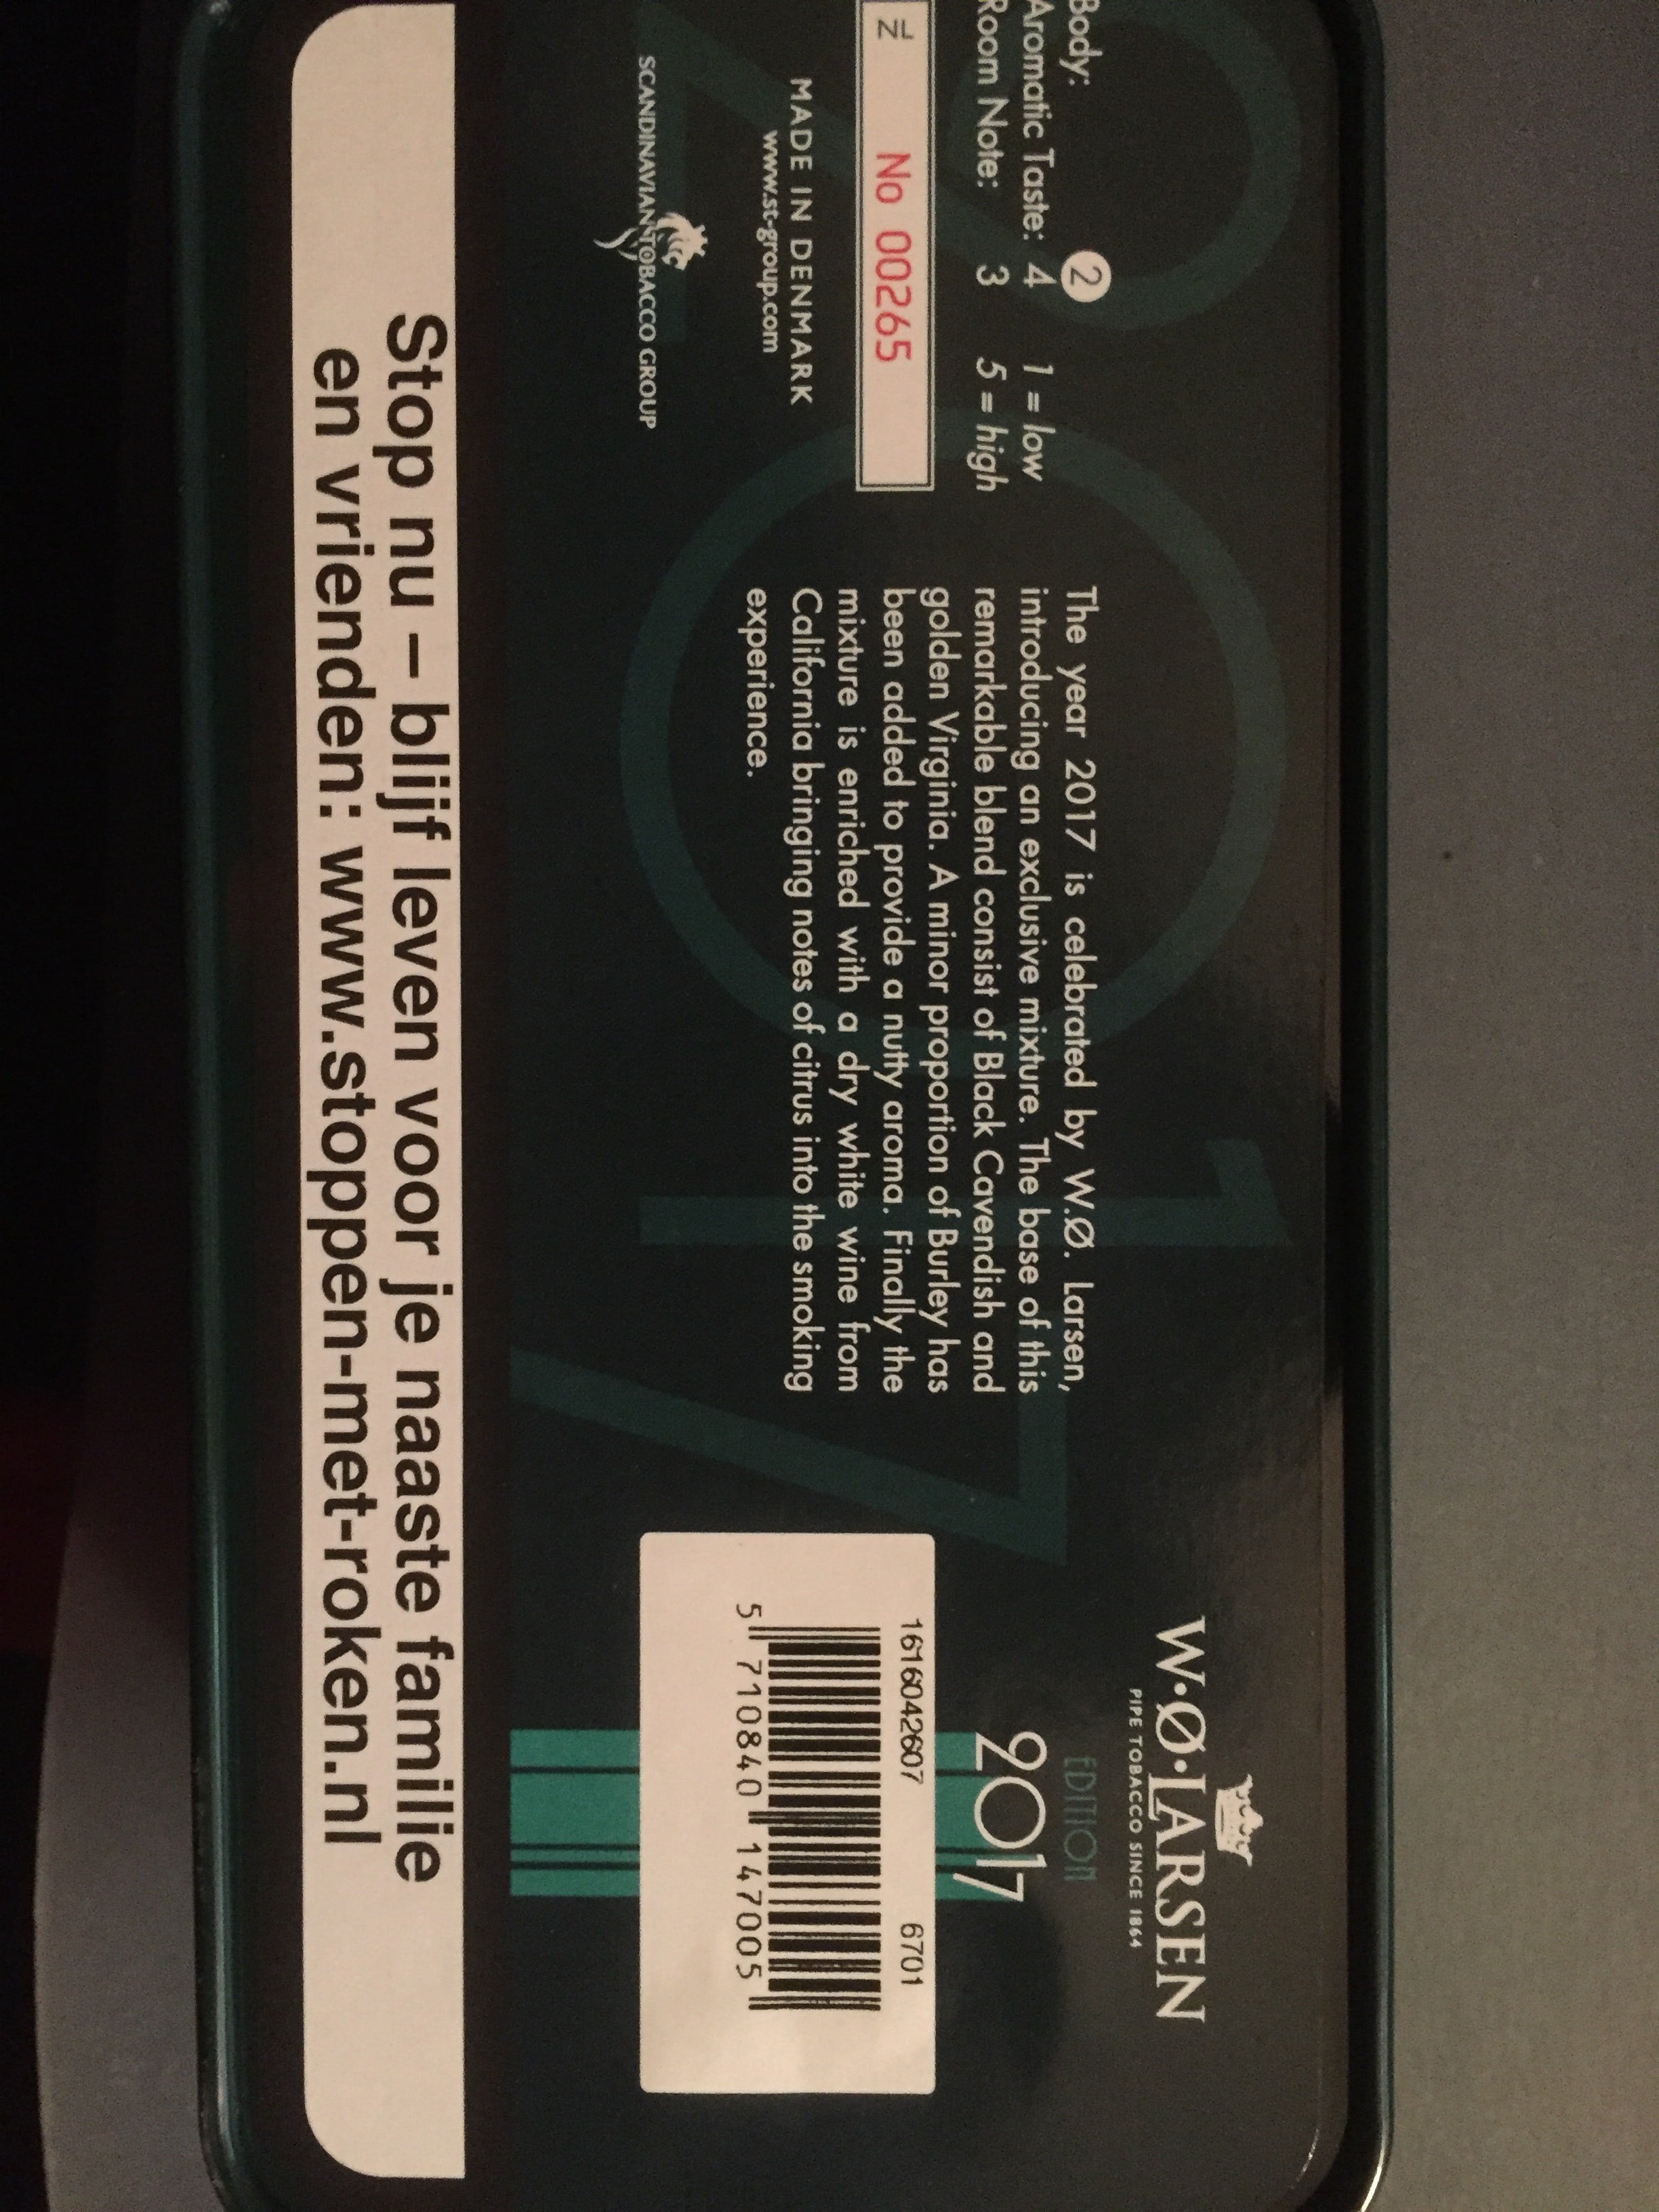 Body: 2
Aromatic Taste: 4 1 = low
Room Note: 3 5 = high
No 00265
MADE IN DENMARK
www.st-group.com
SCANDINAVIAN TOBACCO GROUP
The year 2017 is celebrated by W.Ø. Larsen,
introducing an exclusive mixture. The base of this
remarkable blend consist of Black Cavendish and
golden Virginia. A minor proportion of Burley has
been added to provide a nutty aroma. Finally the
mixture is enriched with a dry white wine from
California bringing notes of citrus into the smoking
experience.
W·Ø·LARSEN
PIPE TOBACCO SINCE 1864
EDITION
2017
1616042607 6701
5 710840 147005
2017
Stop nu – blijf leven voor je naaste familie
en vrienden: www.stoppen-met-roken.nl